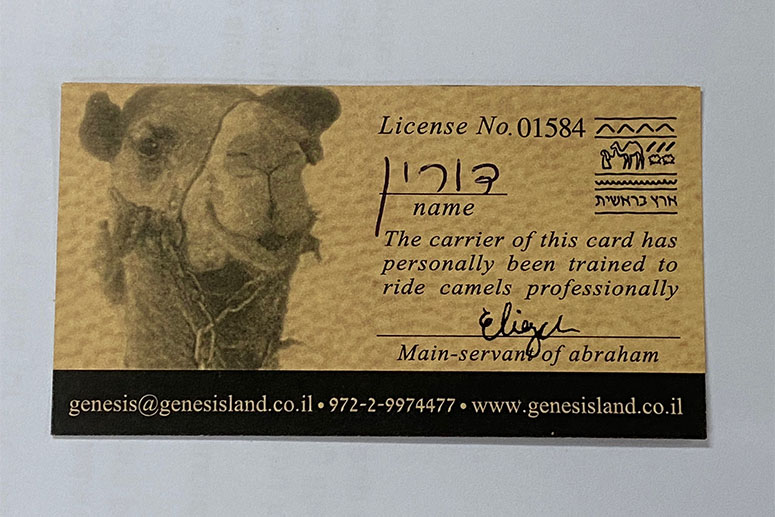 License No. 01584
דורון
name
ארץ בראשית
The carrier of this card has
personally been trained to
ride camels professionally
Eliezer
Main-servant of abraham
genesis@genesisland.co.il • 972-2-9974477 • www.genesisland.co.il